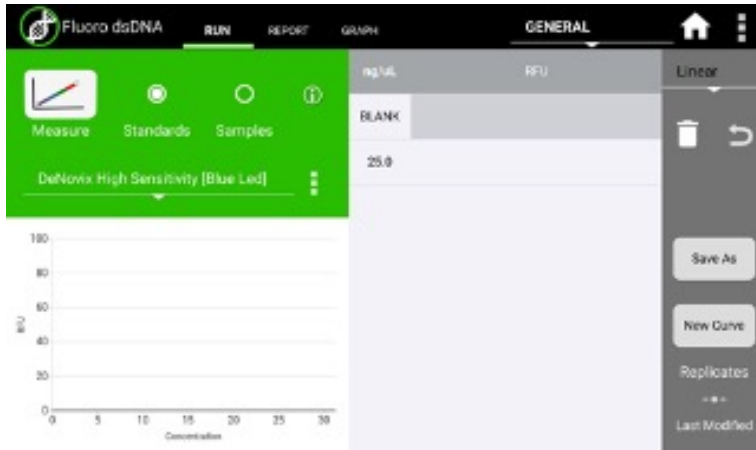 Fluoro dsDNA RUN REPORT GRAPH GENERAL
Measure Standards Samples
DeNovix High Sensitivity [Blue Led]
ng/uL RFU
BLANK
25.0
Linear
Save As
New Curve
Replicates
Last Modified
100
80
60
40
20
0
RFU
0 5 10 15 20 25 30
Concentration